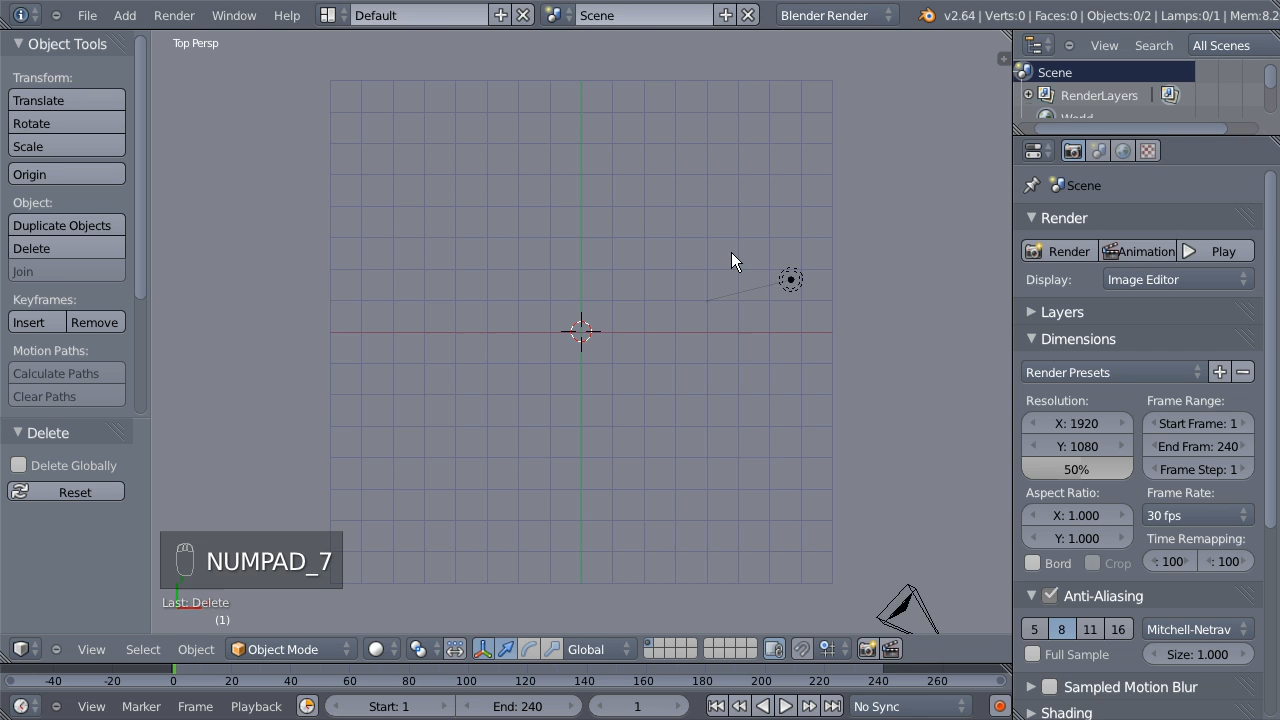 File Add Render Window Help Default Scene Blender Render v2.64 | Verts:0 | Faces:0 | Objects:0/2 | Lamps:0/1 | Mem:8.2
Object Tools
Transform:
Translate
Rotate
Scale
Origin
Object:
Duplicate Objects
Delete
Join
Keyframes:
Insert Remove
Motion Paths:
Calculate Paths
Clear Paths
Delete
Delete Globally
Reset
Top Persp
NUMPAD_7
Last: Delete
(1)
View Select Object Object Mode Global
-40 -20 0 20 40 60 80 100 120 140 160 180 200 220 240 260
View Marker Frame Playback Start: 1 End: 240 1 No Sync
View Search All Scenes
Scene
RenderLayers
World
Scene
Render
Render Animation Play
Display: Image Editor
Layers
Dimensions
Render Presets
Resolution: Frame Range:
X: 1920 Start Frame: 1
Y: 1080 End Fram: 240
50% Frame Step: 1
Aspect Ratio: Frame Rate:
X: 1.000 30 fps
Y: 1.000 Time Remapping:
Bord Crop : 100 : 100
Anti-Aliasing
5 8 11 16 Mitchell-Netrav
Full Sample Size: 1.000
Sampled Motion Blur
Shading